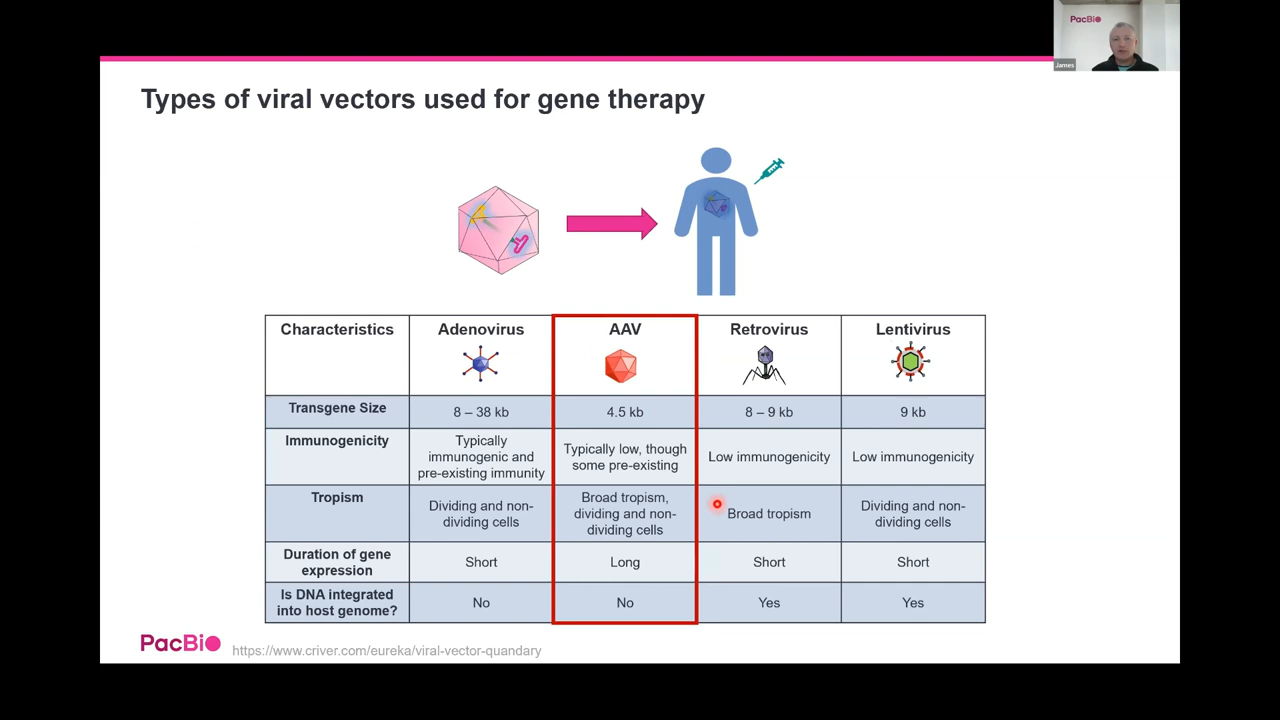 PacBio
James
Types of viral vectors used for gene therapy
Characteristics
Adenovirus
AAV
Retrovirus
Lentivirus
Transgene Size
8 – 38 kb
4.5 kb
8 – 9 kb
9 kb
Immunogenicity
Typically
immunogenic and
pre-existing immunity
Typically low, though
some pre-existing
Low immunogenicity
Low immunogenicity
Tropism
Dividing and non-
dividing cells
Broad tropism,
dividing and non-
dividing cells
Broad tropism
Dividing and non-
dividing cells
Duration of gene
expression
Short
Long
Short
Short
Is DNA integrated
into host genome?
No
No
Yes
Yes
PacBio
https://www.criver.com/eureka/viral-vector-quandary